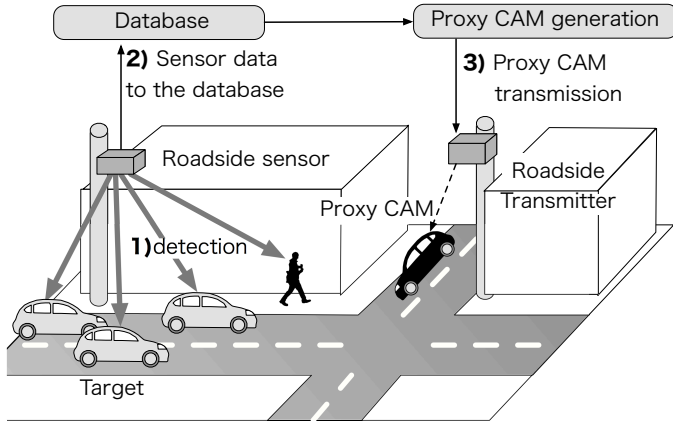 Database
Proxy CAM generation
2) Sensor data
to the database
3) Proxy CAM
transmission
Roadside sensor
Roadside
Transmitter
Proxy CAM
1)detection
Target